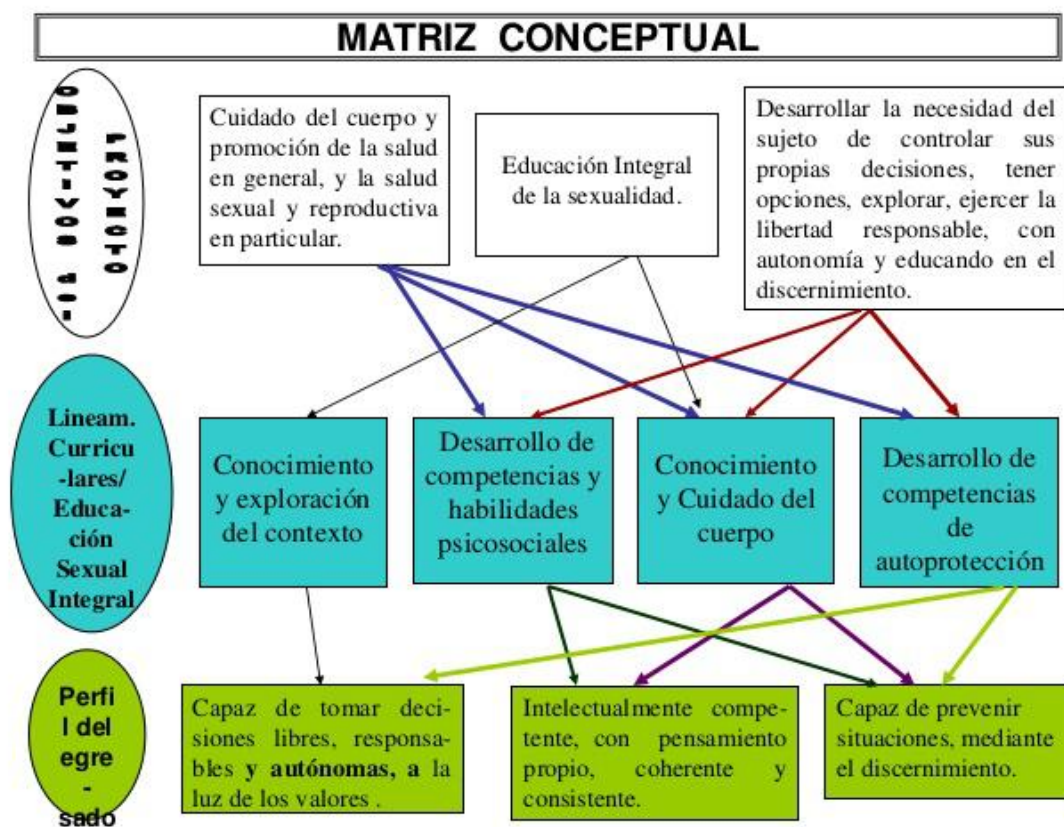 MATRIZ CONCEPTUAL
Cuidado del cuerpo y
promoción de la salud
en general, y la salud
sexual y reproductiva
en particular.
Educación Integral
de la sexualidad.
Desarrollar la necesidad del
sujeto de controlar sus
propias decisiones, tener
opciones, explorar, ejercer la
libertad responsable, con
autonomía y educando en el
discernimiento.
Lineam.
Curricu
-lares/
Educa-
ción
Sexual
Integral
Conocimiento
y exploración
del contexto
Desarrollo de
competencias y
habilidades
psicosociales
Conocimiento
y Cuidado del
cuerpo
Desarrollo de
competencias
de
autoprotección
Perfi
l del
egre
-
sado
Capaz de tomar deci-
siones libres, responsa-
bles y autónomas, a la
luz de los valores .
Intelectualmente compe-
tente, con pensamiento
propio, coherente y
consistente.
Capaz de prevenir
situaciones, mediante
el discernimiento.